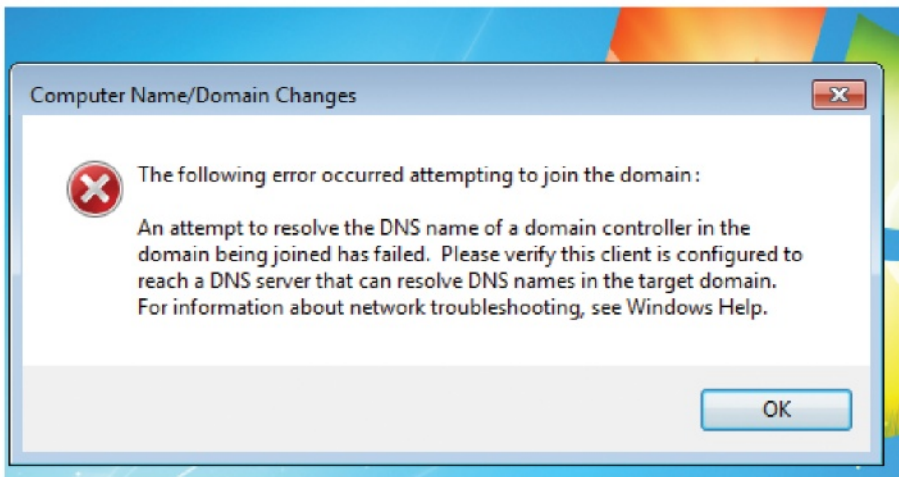 Computer Name/Domain Changes
The following error occurred attempting to join the domain:
An attempt to resolve the DNS name of a domain controller in the
domain being joined has failed. Please verify this client is configured to
reach a DNS server that can resolve DNS names in the target domain.
For information about network troubleshooting, see Windows Help.
OK